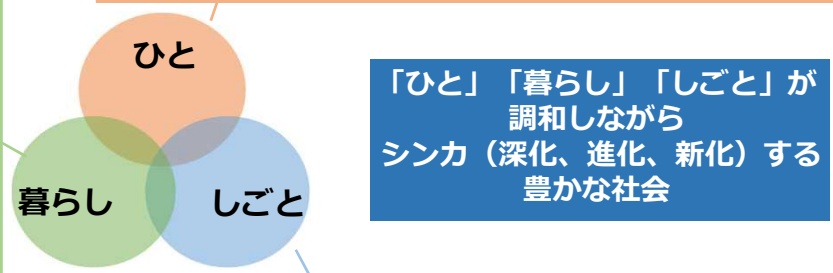 ひと
暮らし
しごと
「ひと」「暮らし」「しごと」が
調和しながら
シンカ（深化、進化、新化）する
豊かな社会